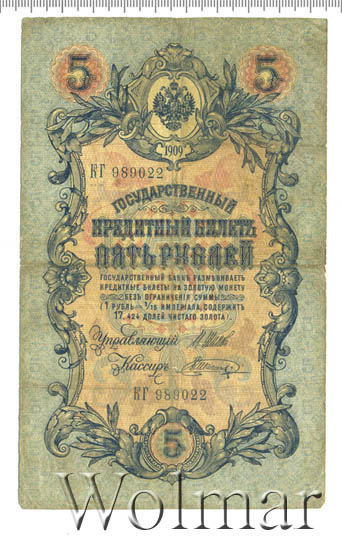 5 5
1909
КГ 989022
ГОСУДАРСТВЕННЫЙ
КРЕДИТНЫЙ БИЛЕТЪ
ПЯТЬ РУБЛЕЙ
ГОСУДАРСТВЕННЫЙ БАНКЪ РАЗМѢНИВАЕТЪ
КРЕДИТНЫЕ БИЛЕТЫ НА ЗОЛОТУЮ МОНЕТУ
БЕЗЪ ОГРАНИЧЕНІЯ СУММЫ
(1 РУБЛЬ = 1/15 ИМПЕРІАЛА, СОДЕРЖИТЪ
17,424 ДОЛЕЙ ЧИСТАГО ЗОЛОТА).
Управляющій
Кассиръ
КГ 989022
5
Wolmar